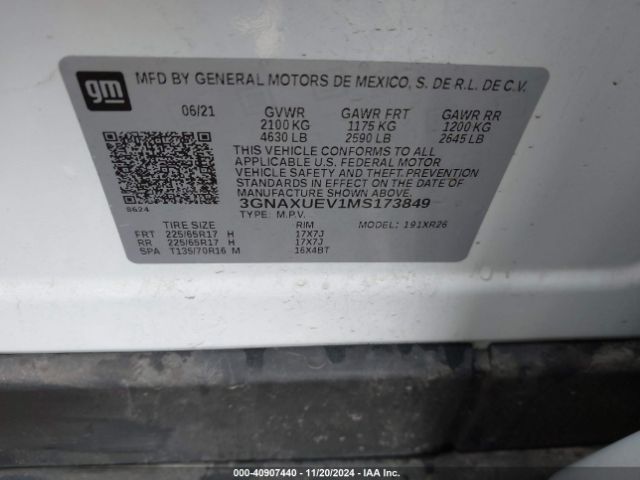 gm
MFD BY GENERAL MOTORS DE MEXICO, S. DE R.L. DE C.V.
06/21 GVWR GAWR FRT GAWR RR
2100 KG 1175 KG 1200 KG
4630 LB 2590 LB 2645 LB
THIS VEHICLE CONFORMS TO ALL
APPLICABLE U.S. FEDERAL MOTOR
VEHICLE SAFETY AND THEFT PREVENTION
STANDARDS IN EFFECT ON THE DATE OF
MANUFACTURE SHOWN ABOVE.
8624 3GNAXUEV1MS173849
TYPE: M.P.V. MODEL: 191XR26
TIRE SIZE RIM
FRT 225/65R17 H 17X7J
RR 225/65R17 H 17X7J
SPA T135/70R16 M 16X4BT
000-40907440 - 11/20/2024 - IAA Inc.